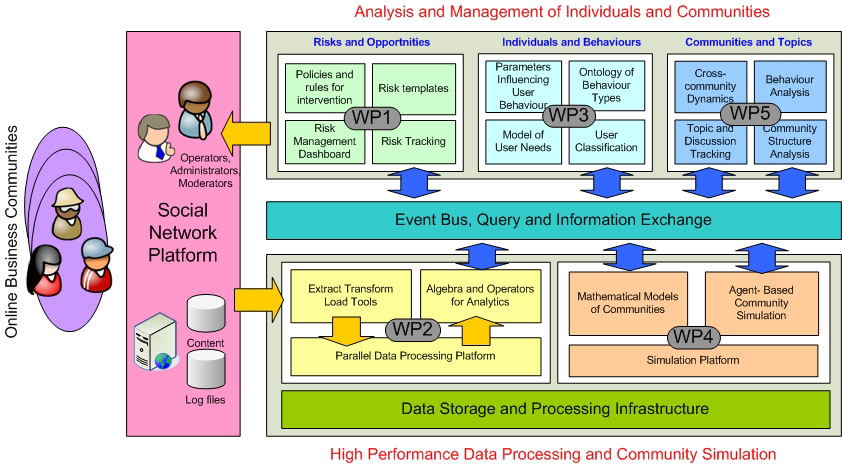 Analysis and Management of Individuals and Communities
Online Business Communities
Operators,
Administrators,
Moderators
Social
Network
Platform
Content
Log files
Risks and Opportnities
Policies and
rules for
intervention
Risk templates
WP1
Risk
Management
Dashboard
Risk Tracking
Individuals and Behaviours
Parameters
Influencing
User
Behaviour
Ontology of
Behaviour
Types
WP3
Model of
User Needs
User
Classification
Communities and Topics
Cross-
community
Dynamics
Behaviour
Analysis
WP5
Topic and
Discussion
Tracking
Community
Structure
Analysis
Event Bus, Query and Information Exchange
Extract Transform
Load Tools
Algebra and Operators
for Analytics
WP2
Parallel Data Processing Platform
Mathematical Models
of Communities
Agent- Based
Community
Simulation
WP4
Simulation Platform
Data Storage and Processing Infrastructure
High Performance Data Processing and Community Simulation